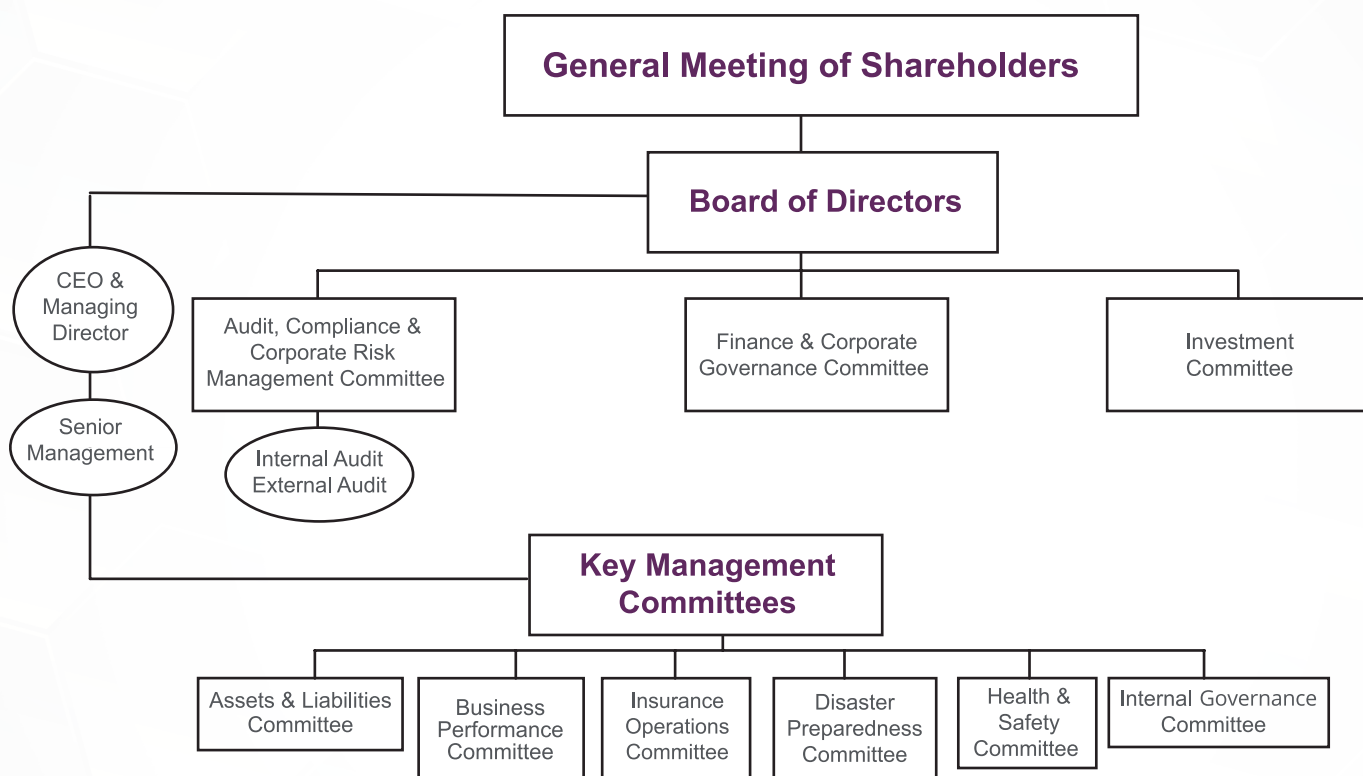 General Meeting of Shareholders
Board of Directors
CEO &
Managing
Director
Audit, Compliance &
Corporate Risk
Management Committee
Finance & Corporate
Governance Committee
Investment
Committee
Senior
Management
Internal Audit
External Audit
Key Management
Committees
Assets & Liabilities
Committee
Business
Performance
Committee
Insurance
Operations
Committee
Disaster
Preparedness
Committee
Health &
Safety
Committee
Internal Governance
Committee